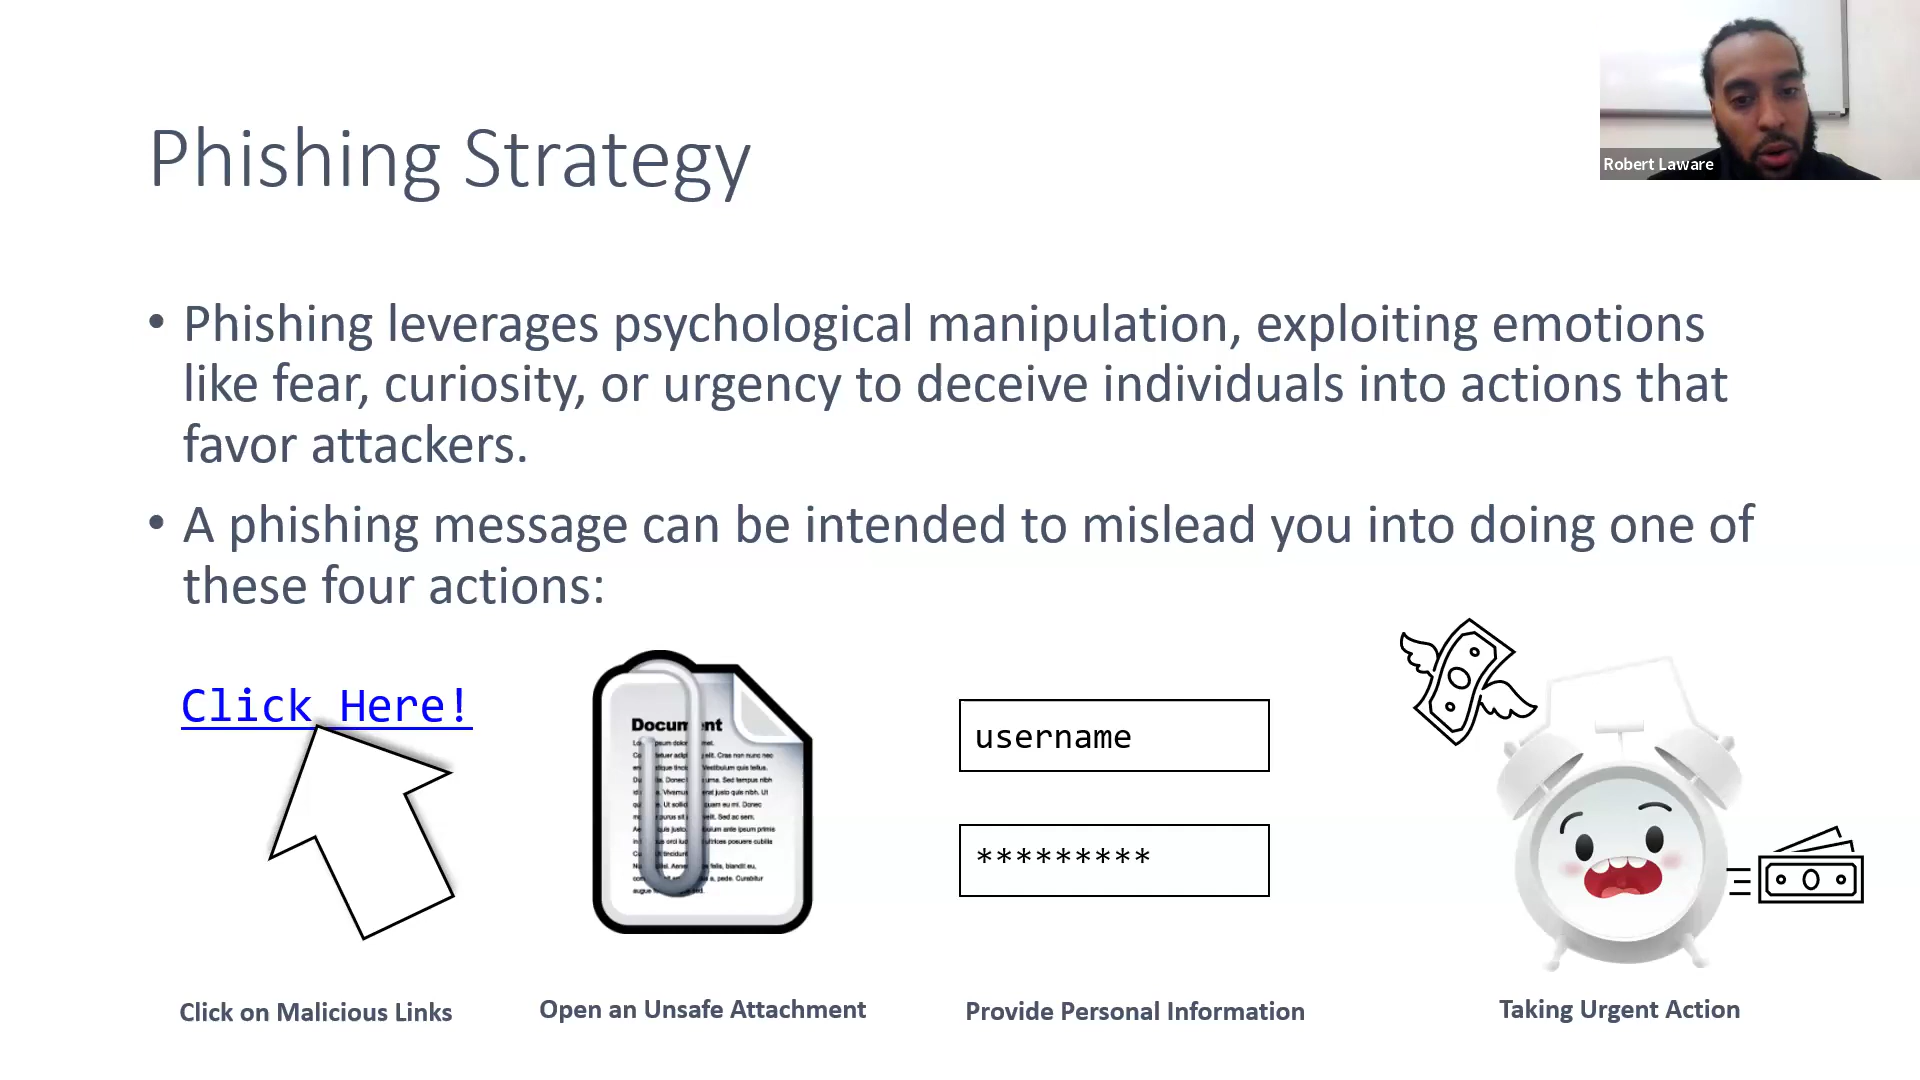 Robert Laware
Phishing Strategy
• Phishing leverages psychological manipulation, exploiting emotions
like fear, curiosity, or urgency to deceive individuals into actions that
favor attackers.
• A phishing message can be intended to mislead you into doing one of
these four actions:
Click Here!
Document
username
*********
Click on Malicious Links
Open an Unsafe Attachment
Provide Personal Information
Taking Urgent Action